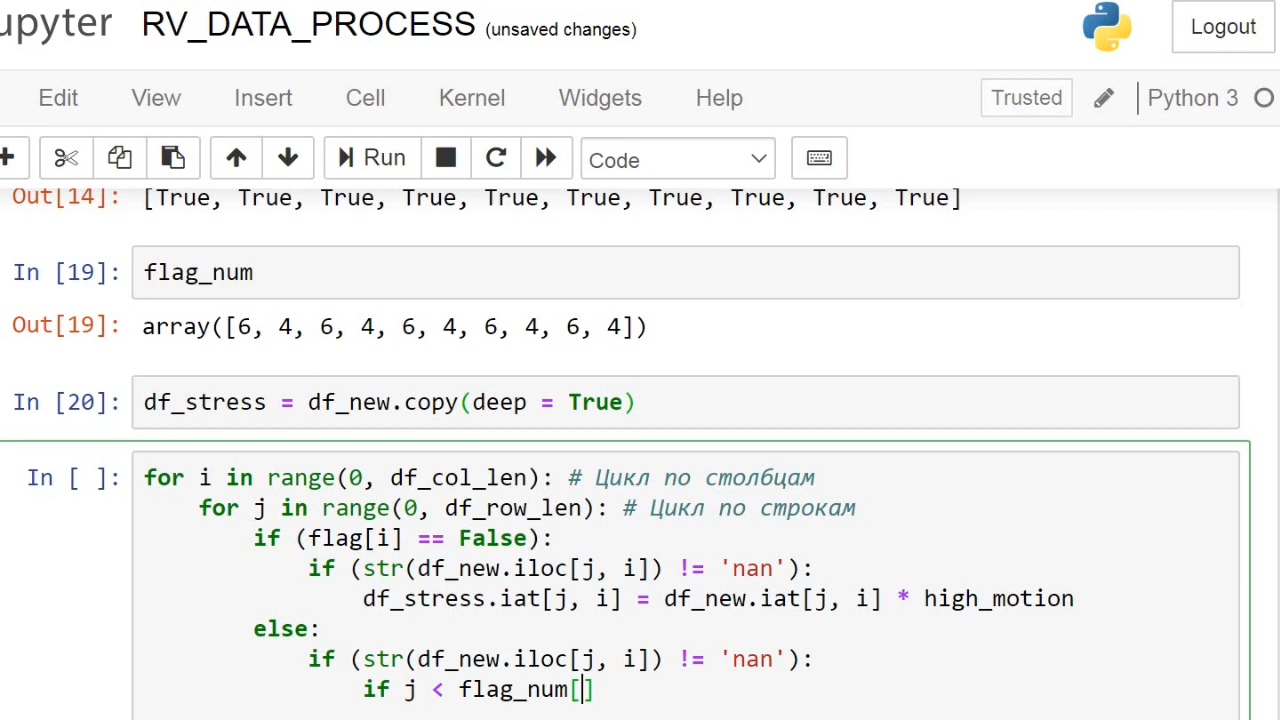 upyter RV_DATA_PROCESS (unsaved changes) Logout
Edit View Insert Cell Kernel Widgets Help Trusted Python 3
Run Code
Out[14]: [True, True, True, True, True, True, True, True, True, True]
In [19]: flag_num
Out[19]: array([6, 4, 6, 4, 6, 4, 6, 4, 6, 4])
In [20]: df_stress = df_new.copy(deep = True)
In [ ]: for i in range(0, df_col_len): # Цикл по столбцам
for j in range(0, df_row_len): # Цикл по строкам
if (flag[i] == False):
if (str(df_new.iloc[j, i]) != 'nan'):
df_stress.iat[j, i] = df_new.iat[j, i] * high_motion
else:
if (str(df_new.iloc[j, i]) != 'nan'):
if j < flag_num[]